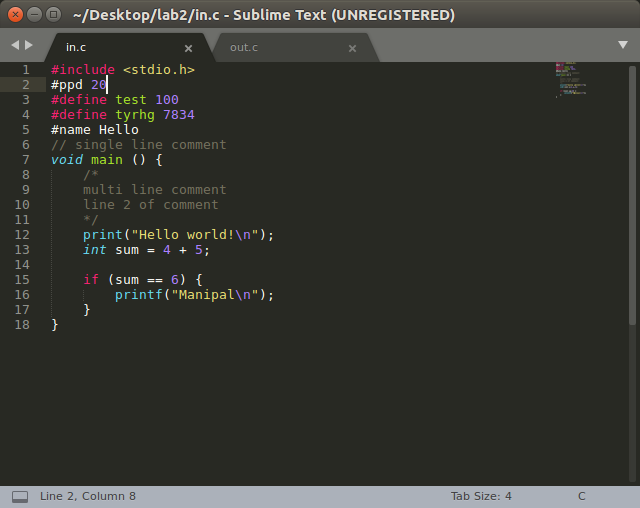 ~/Desktop/lab2/in.c - Sublime Text (UNREGISTERED)
in.c out.c
1 #include <stdio.h>
2 #ppd 20
3 #define test 100
4 #define tyrhg 7834
5 #name Hello
6 // single line comment
7 void main () {
8 /*
9 multi line comment
10 line 2 of comment
11 */
12 print("Hello world!\n");
13 int sum = 4 + 5;
14
15 if (sum == 6) {
16 printf("Manipal\n");
17 }
18 }
Line 2, Column 8 Tab Size: 4 C